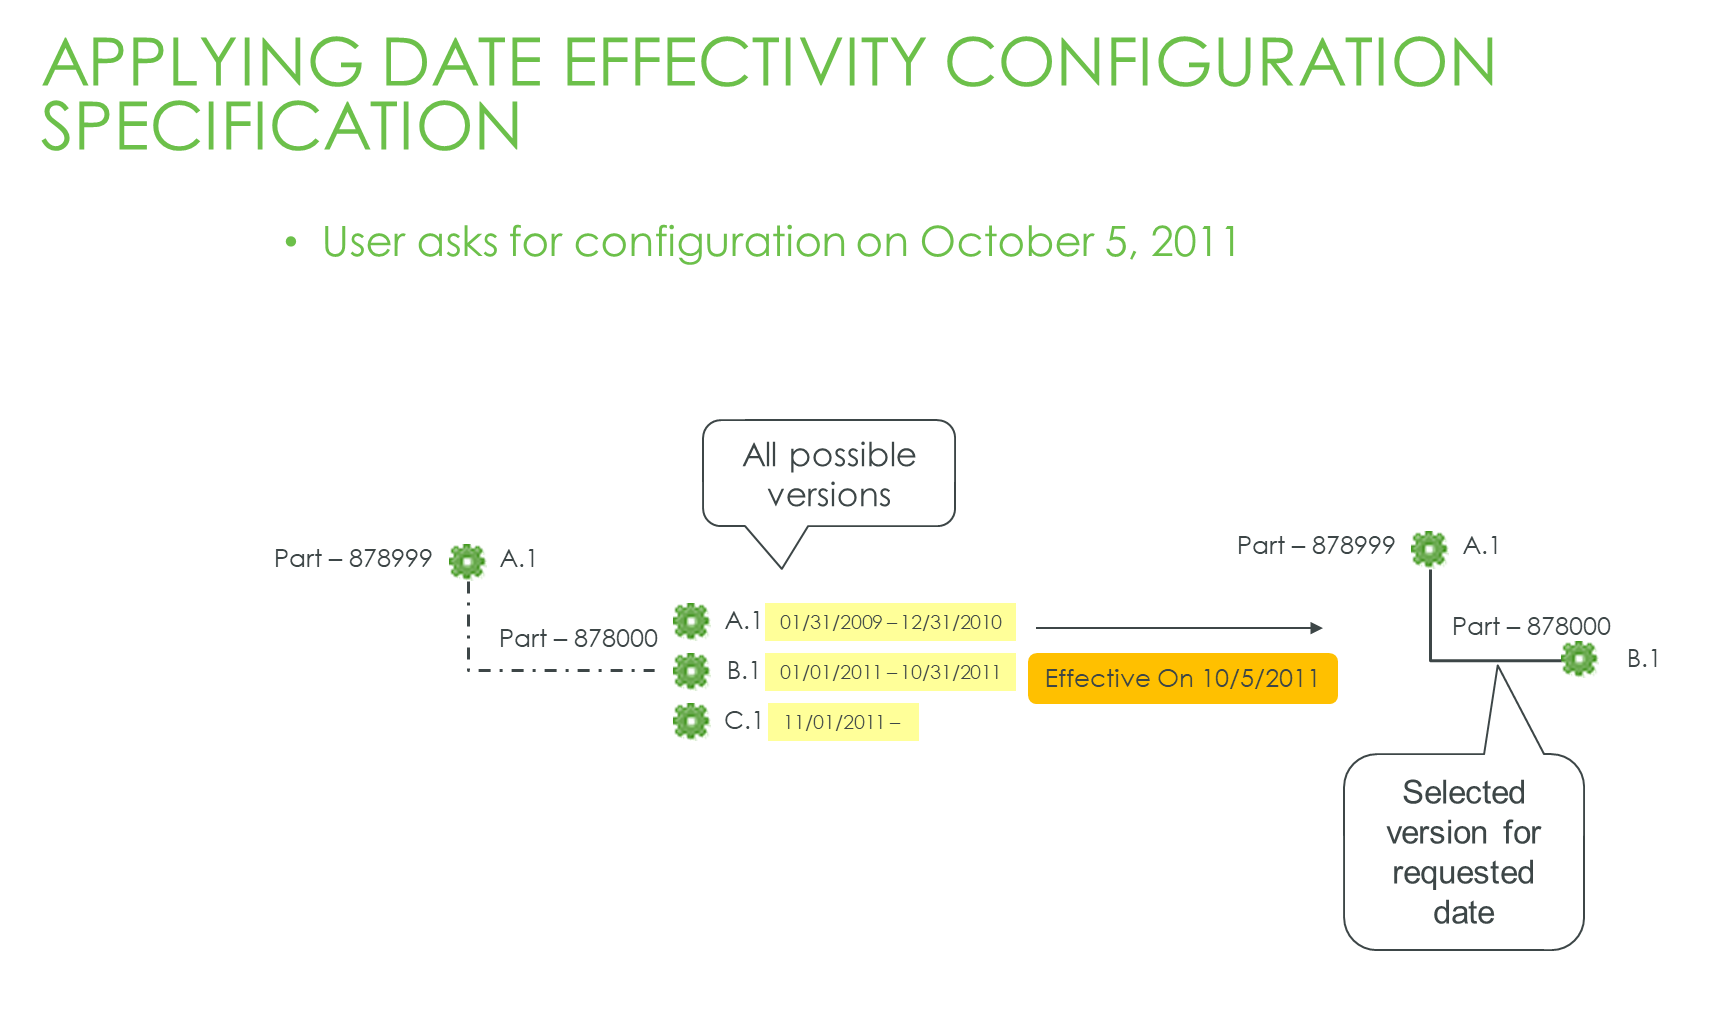 APPLYING DATE EFFECTIVITY CONFIGURATION
SPECIFICATION
• User asks for configuration on October 5, 2011
All possible
versions
Part – 878999 A.1
Part – 878000
A.1 01/31/2009 – 12/31/2010
B.1 01/01/2011 – 10/31/2011
C.1 11/01/2011 –
Effective On 10/5/2011
Part – 878999 A.1
Part – 878000
B.1
Selected
version for
requested
date